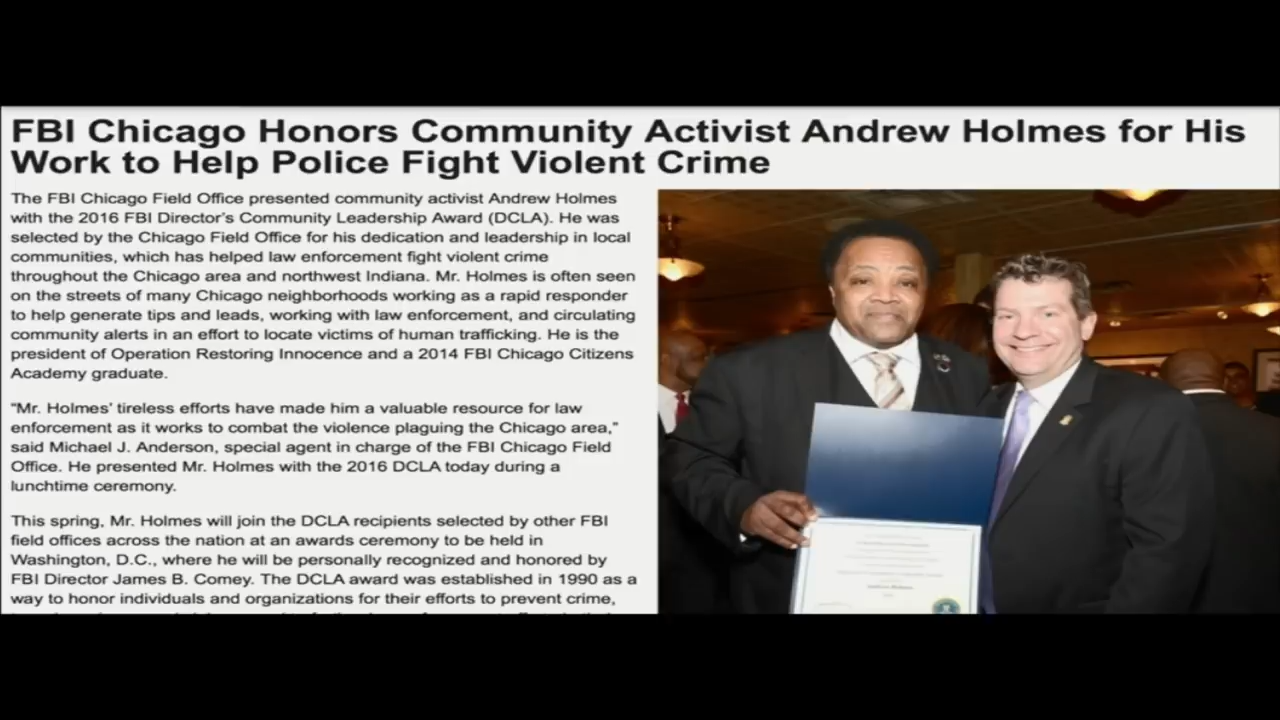 FBI Chicago Honors Community Activist Andrew Holmes for His
Work to Help Police Fight Violent Crime
The FBI Chicago Field Office presented community activist Andrew Holmes
with the 2016 FBI Director’s Community Leadership Award (DCLA). He was
selected by the Chicago Field Office for his dedication and leadership in local
communities, which has helped law enforcement fight violent crime
throughout the Chicago area and northwest Indiana. Mr. Holmes is often seen
on the streets of many Chicago neighborhoods working as a rapid responder
to help generate tips and leads, working with law enforcement, and circulating
community alerts in an effort to locate victims of human trafficking. He is the
president of Operation Restoring Innocence and a 2014 FBI Chicago Citizens
Academy graduate.
“Mr. Holmes’ tireless efforts have made him a valuable resource for law
enforcement as it works to combat the violence plaguing the Chicago area,”
said Michael J. Anderson, special agent in charge of the FBI Chicago Field
Office. He presented Mr. Holmes with the 2016 DCLA today during a
lunchtime ceremony.
This spring, Mr. Holmes will join the DCLA recipients selected by other FBI
field offices across the nation at an awards ceremony to be held in
Washington, D.C., where he will be personally recognized and honored by
FBI Director James B. Comey. The DCLA award was established in 1990 as a
way to honor individuals and organizations for their efforts to prevent crime,